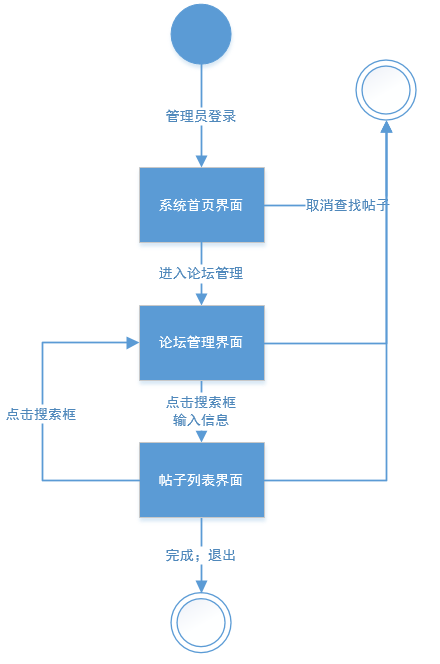 管理员登录
系统首页界面
取消查找帖子
进入论坛管理
论坛管理界面
点击搜索框
输入信息
点击搜索框
帖子列表界面
完成；退出